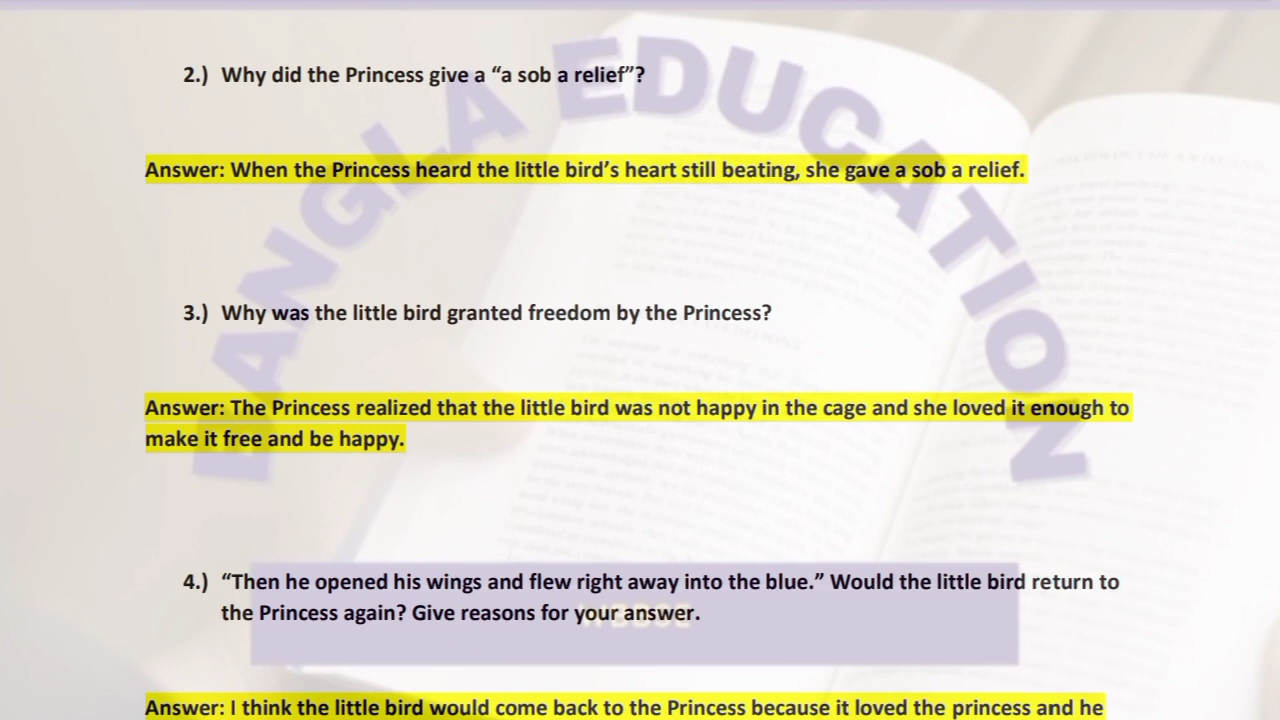 BANGLA EDUCATION
2.) Why did the Princess give a “a sob a relief”?
Answer: When the Princess heard the little bird’s heart still beating, she gave a sob a relief.
3.) Why was the little bird granted freedom by the Princess?
Answer: The Princess realized that the little bird was not happy in the cage and she loved it enough to
make it free and be happy.
4.) “Then he opened his wings and flew right away into the blue.” Would the little bird return to
the Princess again? Give reasons for your answer.
Answer: I think the little bird would come back to the Princess because it loved the princess and he